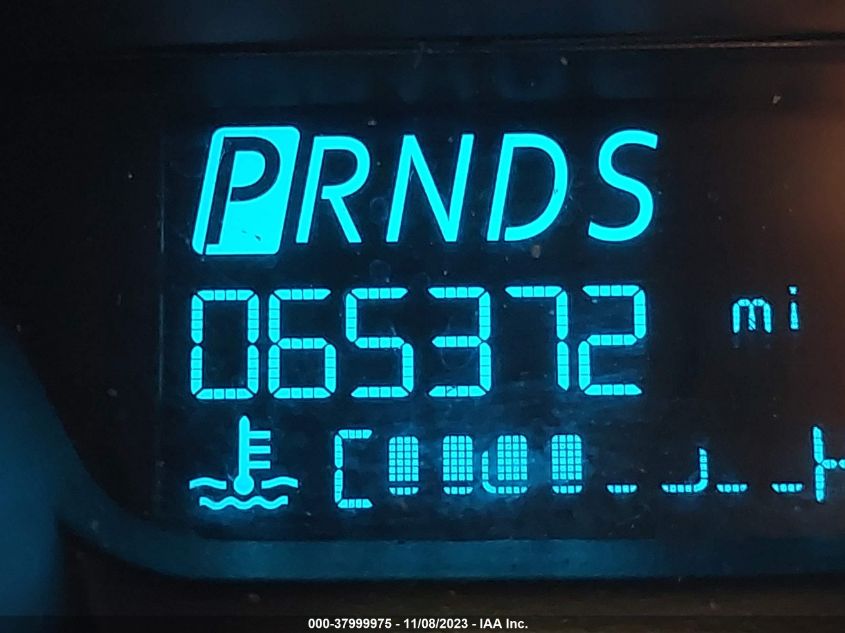 PRNDS
065372 mi
C H
000-37999975 - 11/08/2023 - IAA Inc.